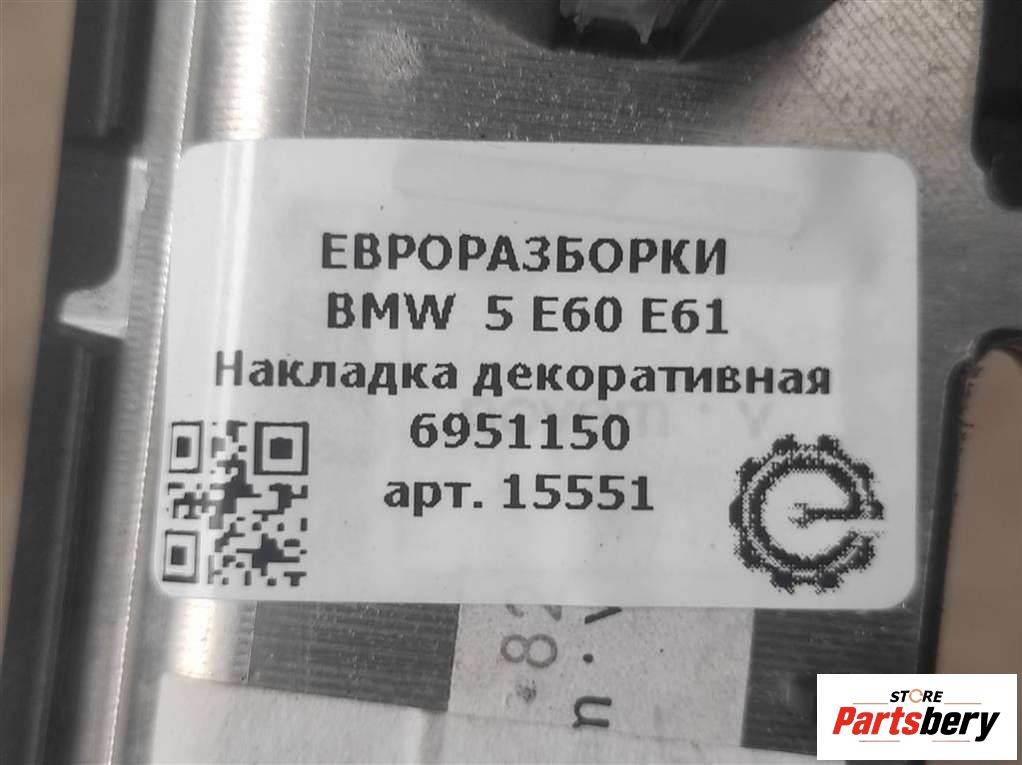 ЕВРОРАЗБОРКИ
BMW 5 E60 E61
Накладка декоративная
6951150
арт. 15551
STORE
Partsbery